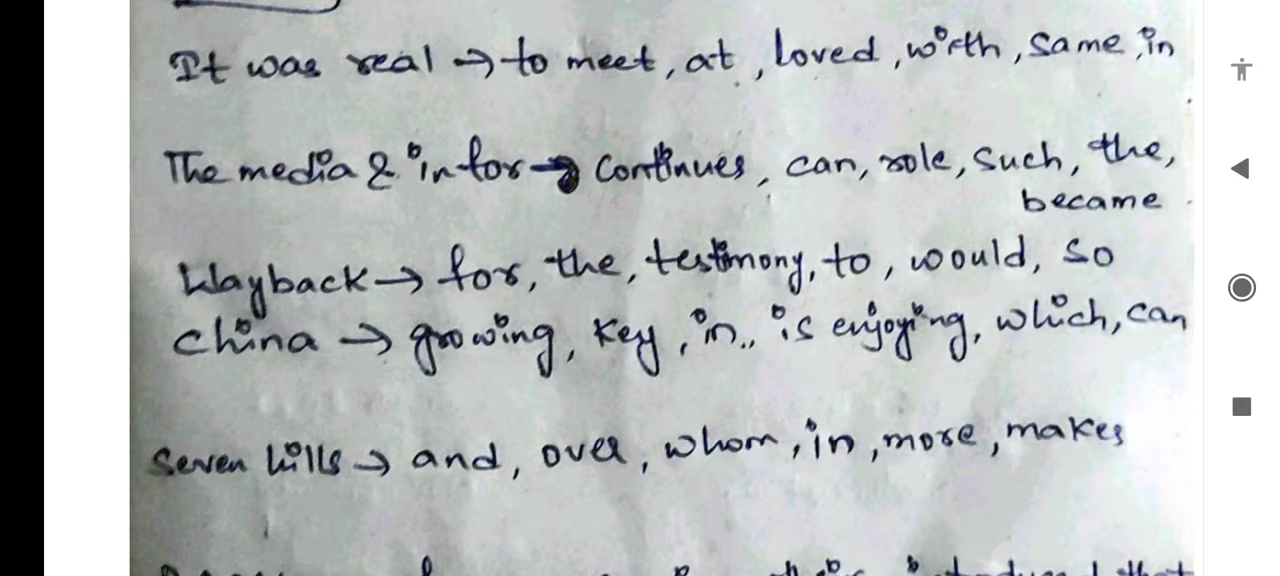 It was real → to meet, at, loved, with, same, in
The media & infor → Continues, can, role, such, the,
became
Wayback → for, the, testimony, to, would, so
China → growing, key, in, is enjoying, which, can
Seven hills → and, over, whom, in, more, makes